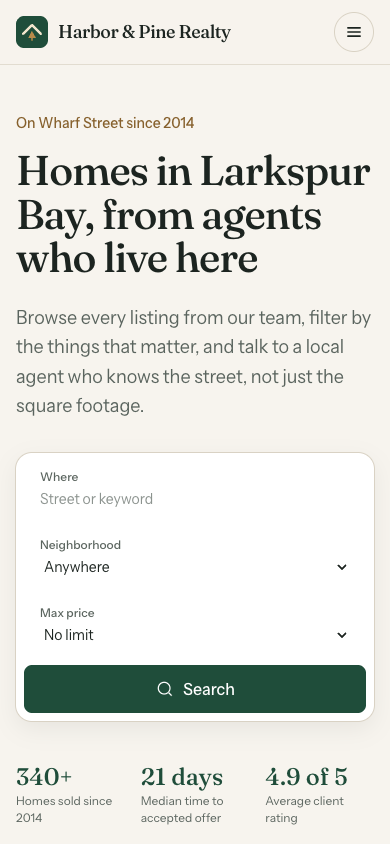 Harbor & Pine Realty
On Wharf Street since 2014
Homes in Larkspur
Bay, from agents
who live here
Browse every listing from our team, filter by
the things that matter, and talk to a local
agent who knows the street, not just the
square footage.
Where
Street or keyword
Neighborhood
Anywhere
Max price
No limit
Search
340+
Homes sold since
2014
21 days
Median time to
accepted offer
4.9 of 5
Average client
rating